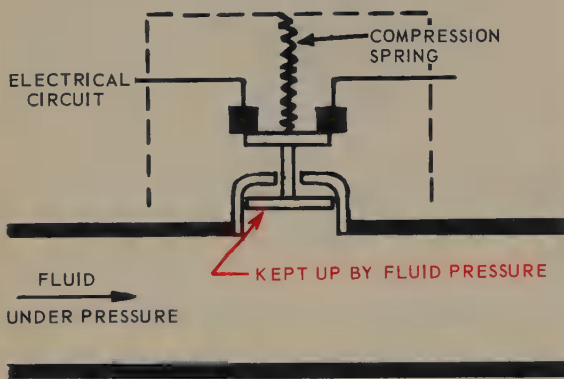 COMPRESSION
SPRING
ELECTRICAL
CIRCUIT
KEPT UP BY FLUID PRESSURE
FLUID
UNDER PRESSURE